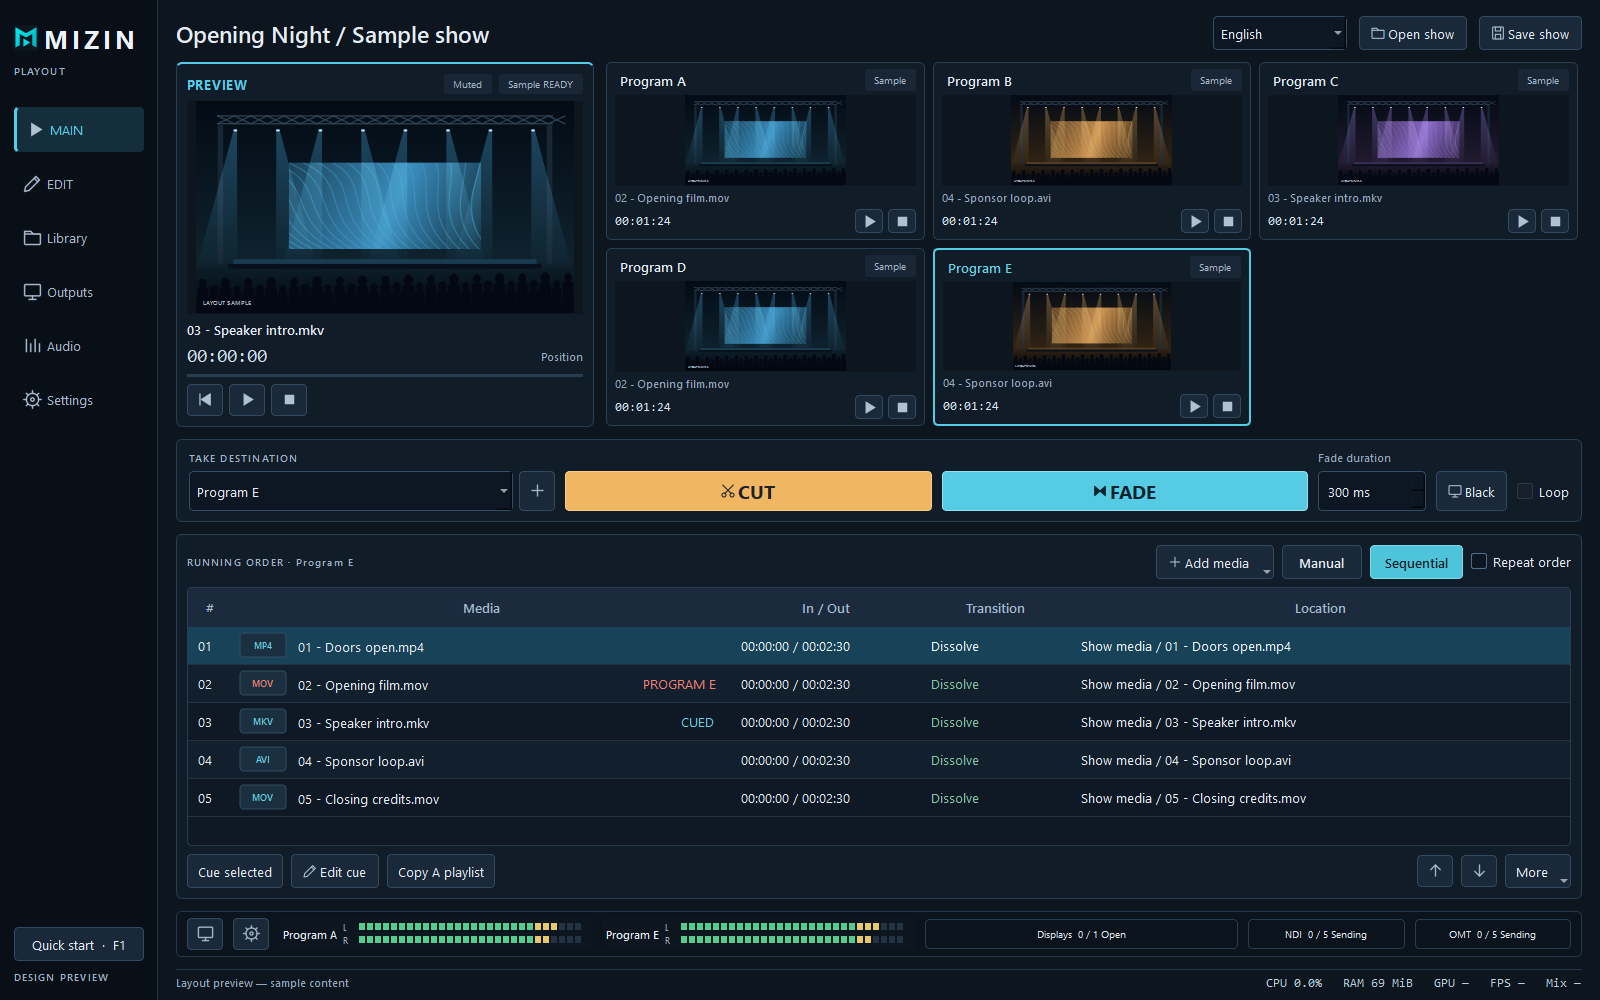 MIZIN
PLAYOUT
MAIN
EDIT
Library
Outputs
Audio
Settings
Quick start · F1
DESIGN PREVIEW
Opening Night / Sample show
English
Open show
Save show
PREVIEW
Muted
Sample READY
LAYOUT SAMPLE
03 - Speaker intro.mkv
00:00:00
Position
Program A
Sample
02 - Opening film.mov
00:01:24
Program B
Sample
04 - Sponsor loop.avi
00:01:24
Program C
Sample
03 - Speaker intro.mkv
00:01:24
Program D
Sample
02 - Opening film.mov
00:01:24
Program E
Sample
04 - Sponsor loop.avi
00:01:24
TAKE DESTINATION
Program E
CUT
FADE
Fade duration
300 ms
Black
Loop
RUNNING ORDER · Program E
Add media
Manual
Sequential
Repeat order
# Media In / Out Transition Location
01 MP4 01 - Doors open.mp4 00:00:00 / 00:02:30 Dissolve Show media / 01 - Doors open.mp4
02 MOV 02 - Opening film.mov PROGRAM E 00:00:00 / 00:02:30 Dissolve Show media / 02 - Opening film.mov
03 MKV 03 - Speaker intro.mkv CUED 00:00:00 / 00:02:30 Dissolve Show media / 03 - Speaker intro.mkv
04 AVI 04 - Sponsor loop.avi 00:00:00 / 00:02:30 Dissolve Show media / 04 - Sponsor loop.avi
05 MOV 05 - Closing credits.mov 00:00:00 / 00:02:30 Dissolve Show media / 05 - Closing credits.mov
Cue selected
Edit cue
Copy A playlist
More
Program A L R
Program E L R
Displays 0 / 1 Open
NDI 0 / 5 Sending
OMT 0 / 5 Sending
Layout preview — sample content
CPU 0.0% RAM 69 MiB GPU — FPS — Mix —